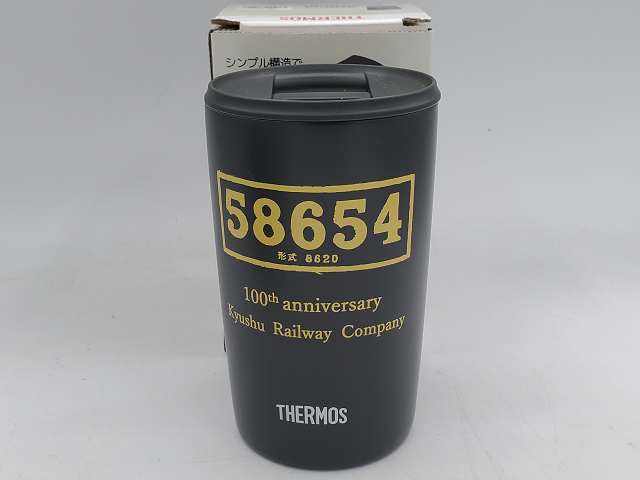 THERMOS
シンプル構造で
58654
形式 8620
100th anniversary
Kyushu Railway Company
THERMOS